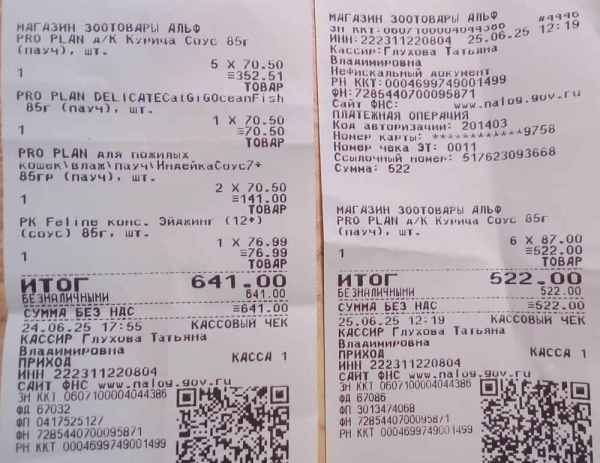 МАГАЗИН ЗООТОВАРЫ АЛЬФ
PRO PLAN А/К Курица Соус 85г
(пауч), шт.
5 X 70.50
1 ≡352.51
ТОВАР
PRO PLAN DELICATECatGiGOceanFish
85г (пауч), шт.
1 X 70.50
1 ≡70.50
ТОВАР
PRO PLAN для пожилых
кошек\влаж\пауч\ИндейкаСоус7+
85гр (пауч), шт.
2 X 70.50
1 ≡141.00
ТОВАР
РК Feline конс. Эйджинг (12+)
(соус) 85г, шт.
1 X 76.99
1 ≡76.99
ТОВАР
ИТОГ 641.00
БЕЗНАЛИЧНЫМИ 641.00
СУММА БЕЗ НДС ≡641.00
24.06.25 17:55 КАССОВЫЙ ЧЕК
КАССИР Глухова Татьяна
Владимировна
ПРИХОД КАССА 1
ИНН 222311220804
САЙТ ФНС www.nalog.gov.ru
ЗН ККТ 0607100004044386
ФД 67032
ФП 0417525127
ФН 7285440700095871
РН ККТ 0004699749001499
МАГАЗИН ЗООТОВАРЫ АЛЬФ #4446
ЗН ККТ:0607100004044386 12:19
ИНН:222311220804 25.06.25
Кассир:Глухова Татьяна
Владимировна
Нефискальный документ
РН ККТ:0004699749001499
ФН:7285440700095871
Сайт ФНС: www.nalog.gov.ru
ПЛАТЕЖНАЯ ОПЕРАЦИЯ
Код авторизации: 201403
Номер карты: ************9758
Номер чека ЭТ: 0011
Ссылочный номер: 517623093668
Сумма: 522
МАГАЗИН ЗООТОВАРЫ АЛЬФ
PRO PLAN А/К Курица Соус 85г
(пауч), шт.
6 X 87.00
1 ≡522.00
ТОВАР
ИТОГ 522.00
БЕЗНАЛИЧНЫМИ 522.00
СУММА БЕЗ НДС ≡522.00
25.06.25 12:19 КАССОВЫЙ ЧЕК
КАССИР Глухова Татьяна
Владимировна
ПРИХОД КАССА 1
ИНН 222311220804
САЙТ ФНС www.nalog.gov.ru
ЗН ККТ 0607100004044386
ФД 67086
ФП 3013474068
ФН 7285440700095871
РН ККТ 0004699749001499